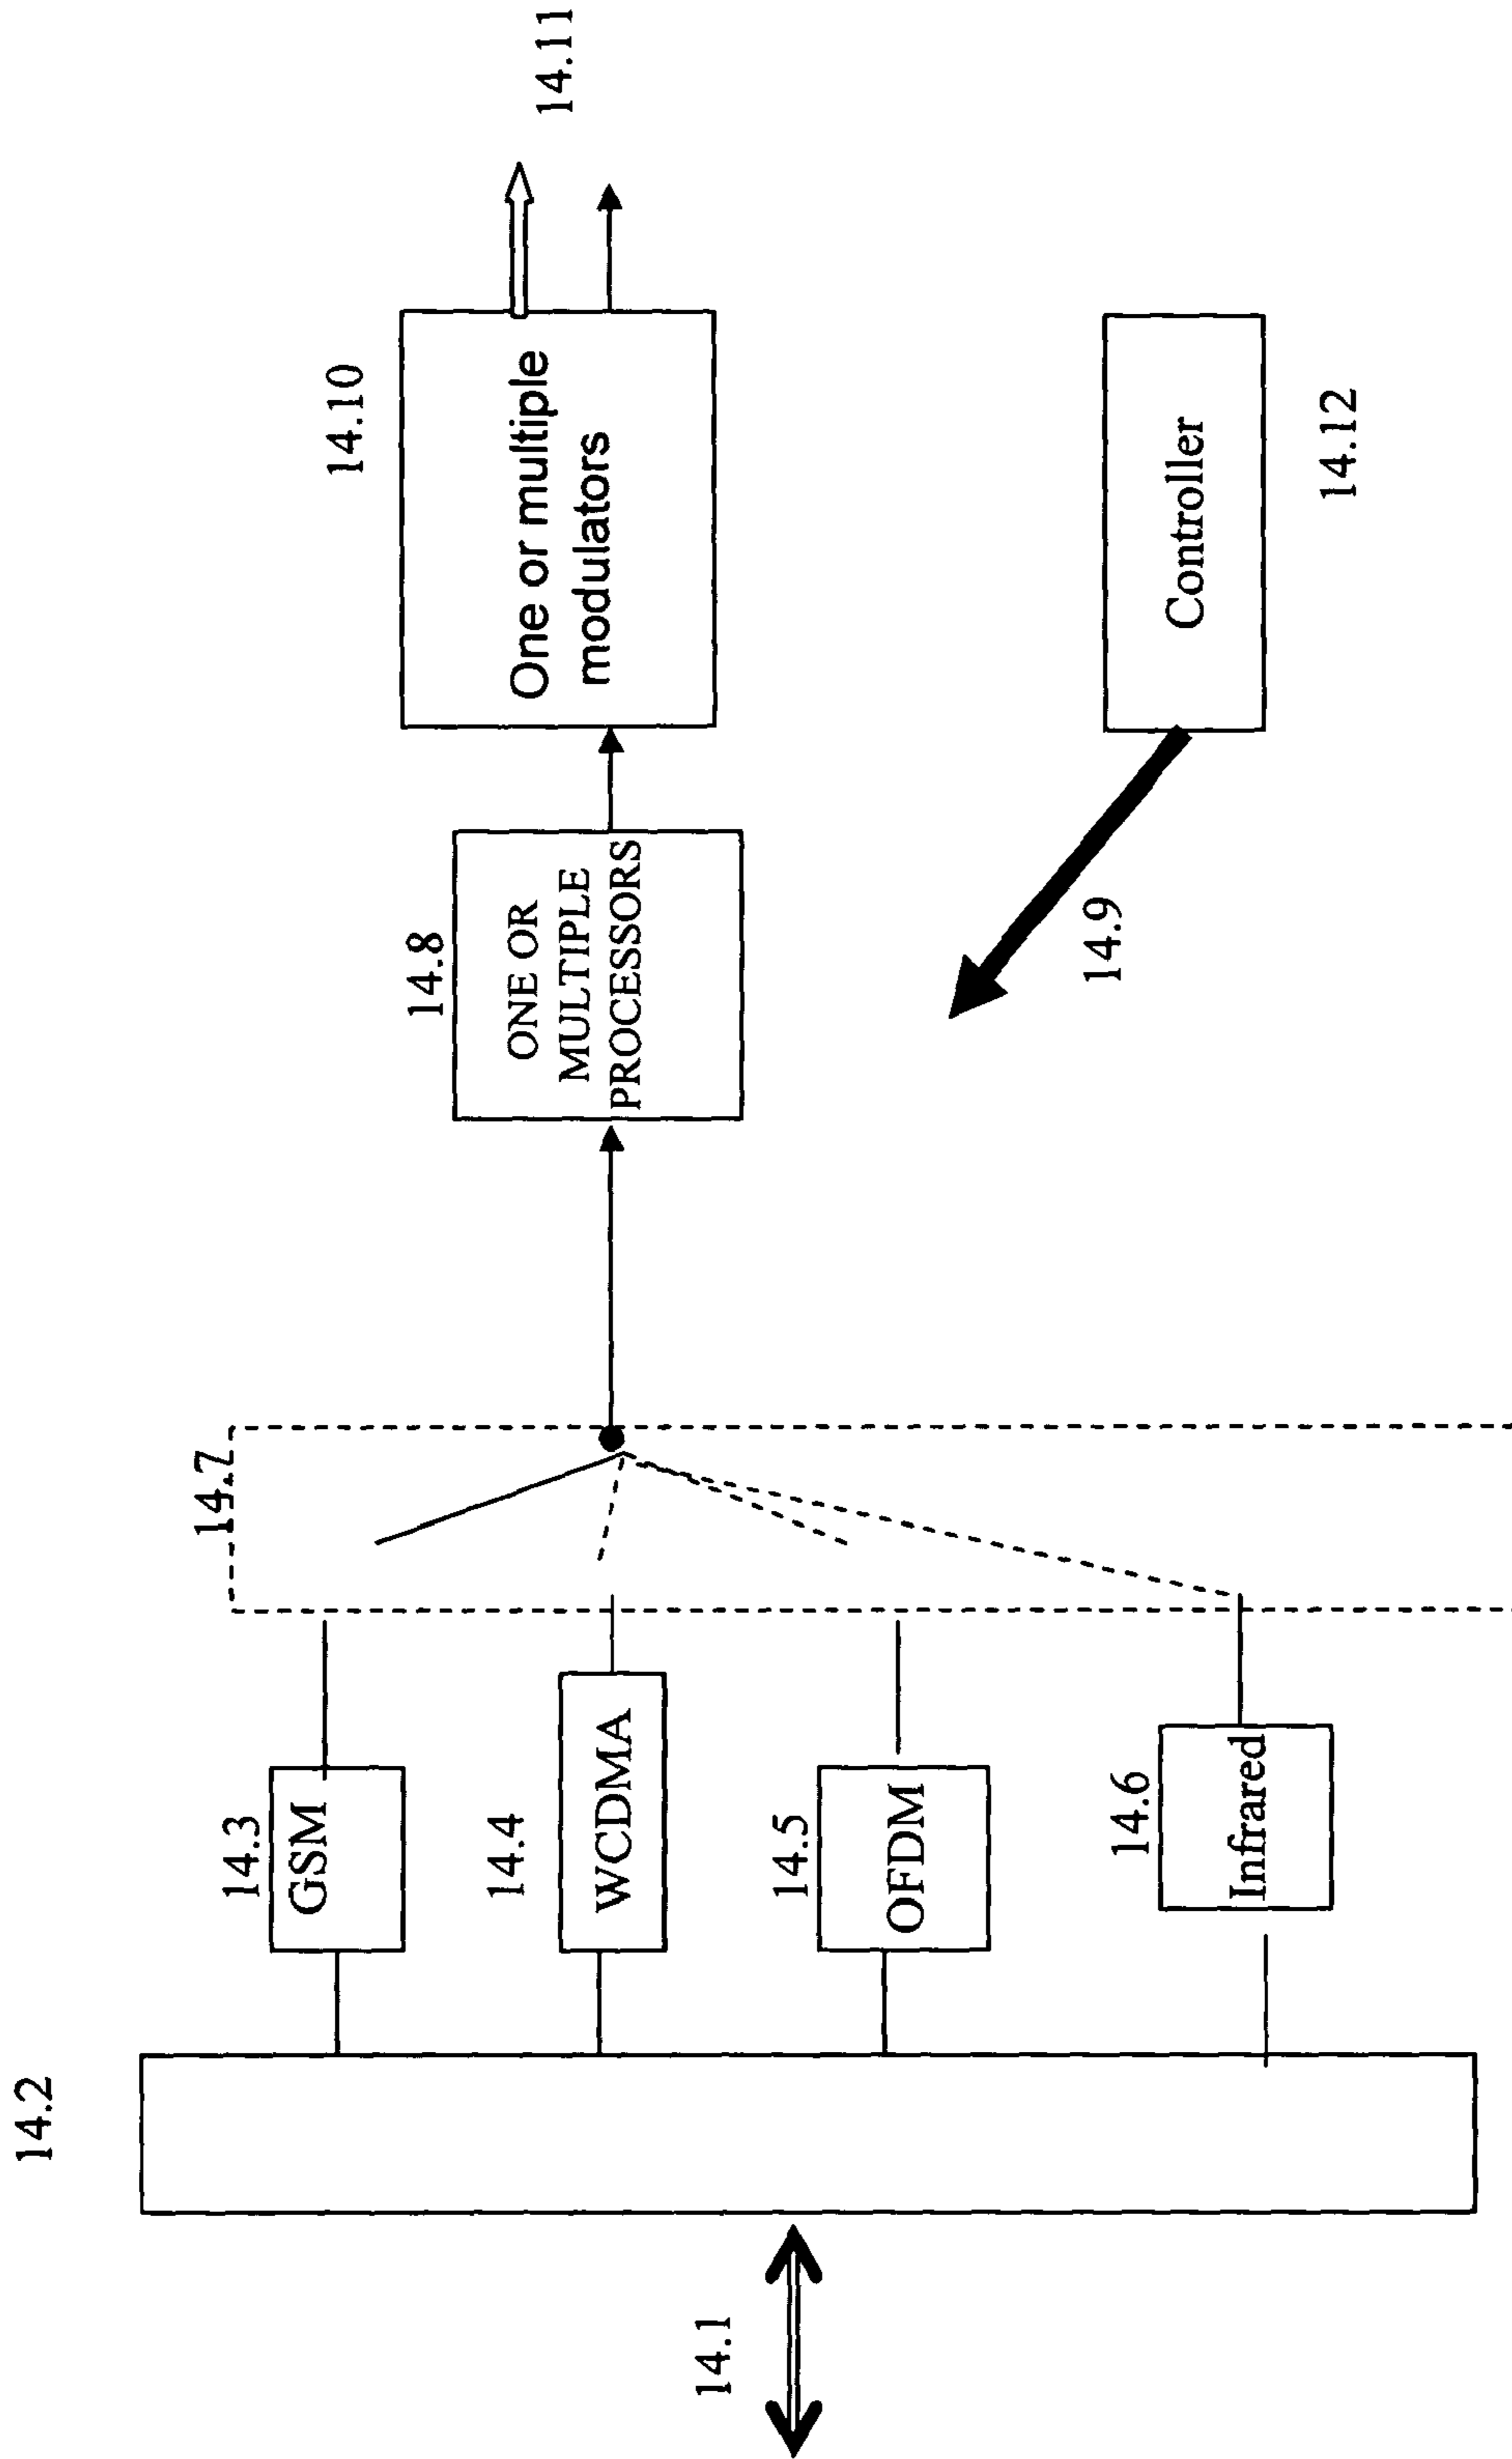 14.1
14.2
14.3
GSM
14.4
WCDMA
14.5
OFDM
14.6
Infrared
14.7
14.8
ONE OR
MULTIPLE
PROCESSORS
14.9
14.10
One or multiple
modulators
14.11
Controller
14.12